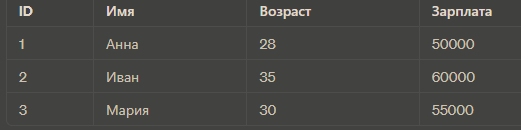 ID Имя Возраст Зарплата
1 Анна 28 50000
2 Иван 35 60000
3 Мария 30 55000